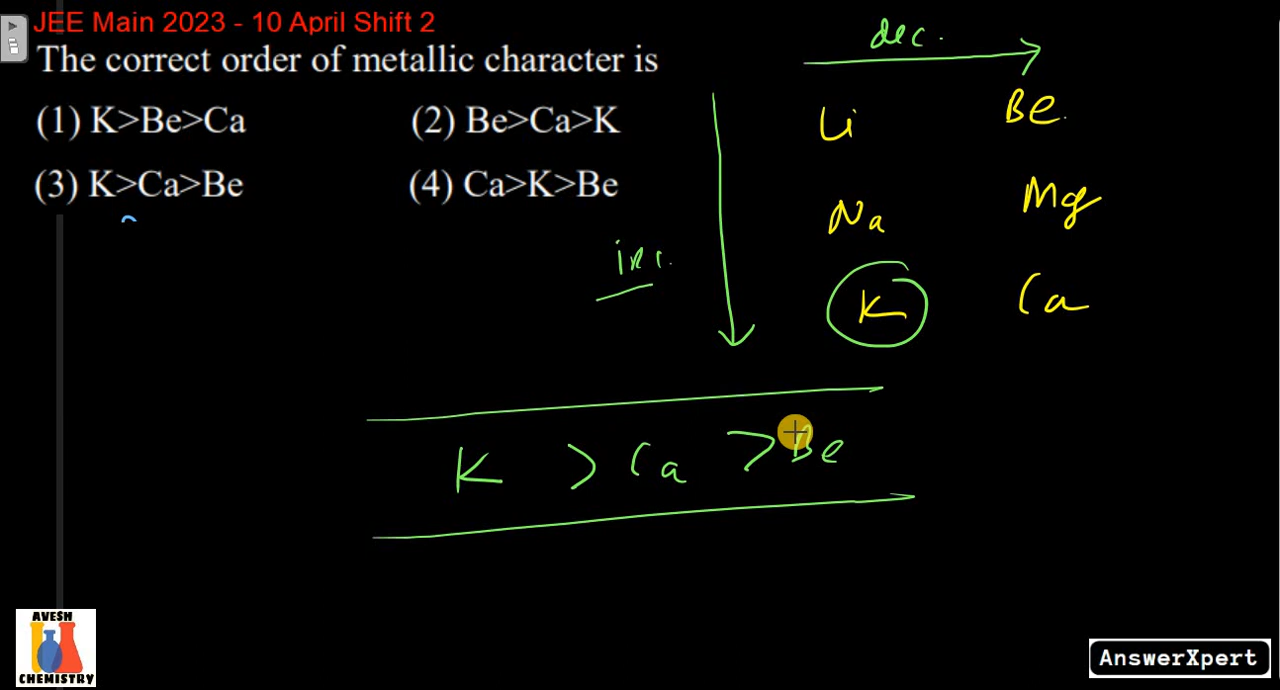 JEE Main 2023 - 10 April Shift 2
The correct order of metallic character is
(1) K>Be>Ca (2) Be>Ca>K
(3) K>Ca>Be (4) Ca>K>Be
dec.
Li Be
Na Mg
inc.
K Ca
K > Ca > Be
AVESH
CHEMISTRY
AnswerXpert